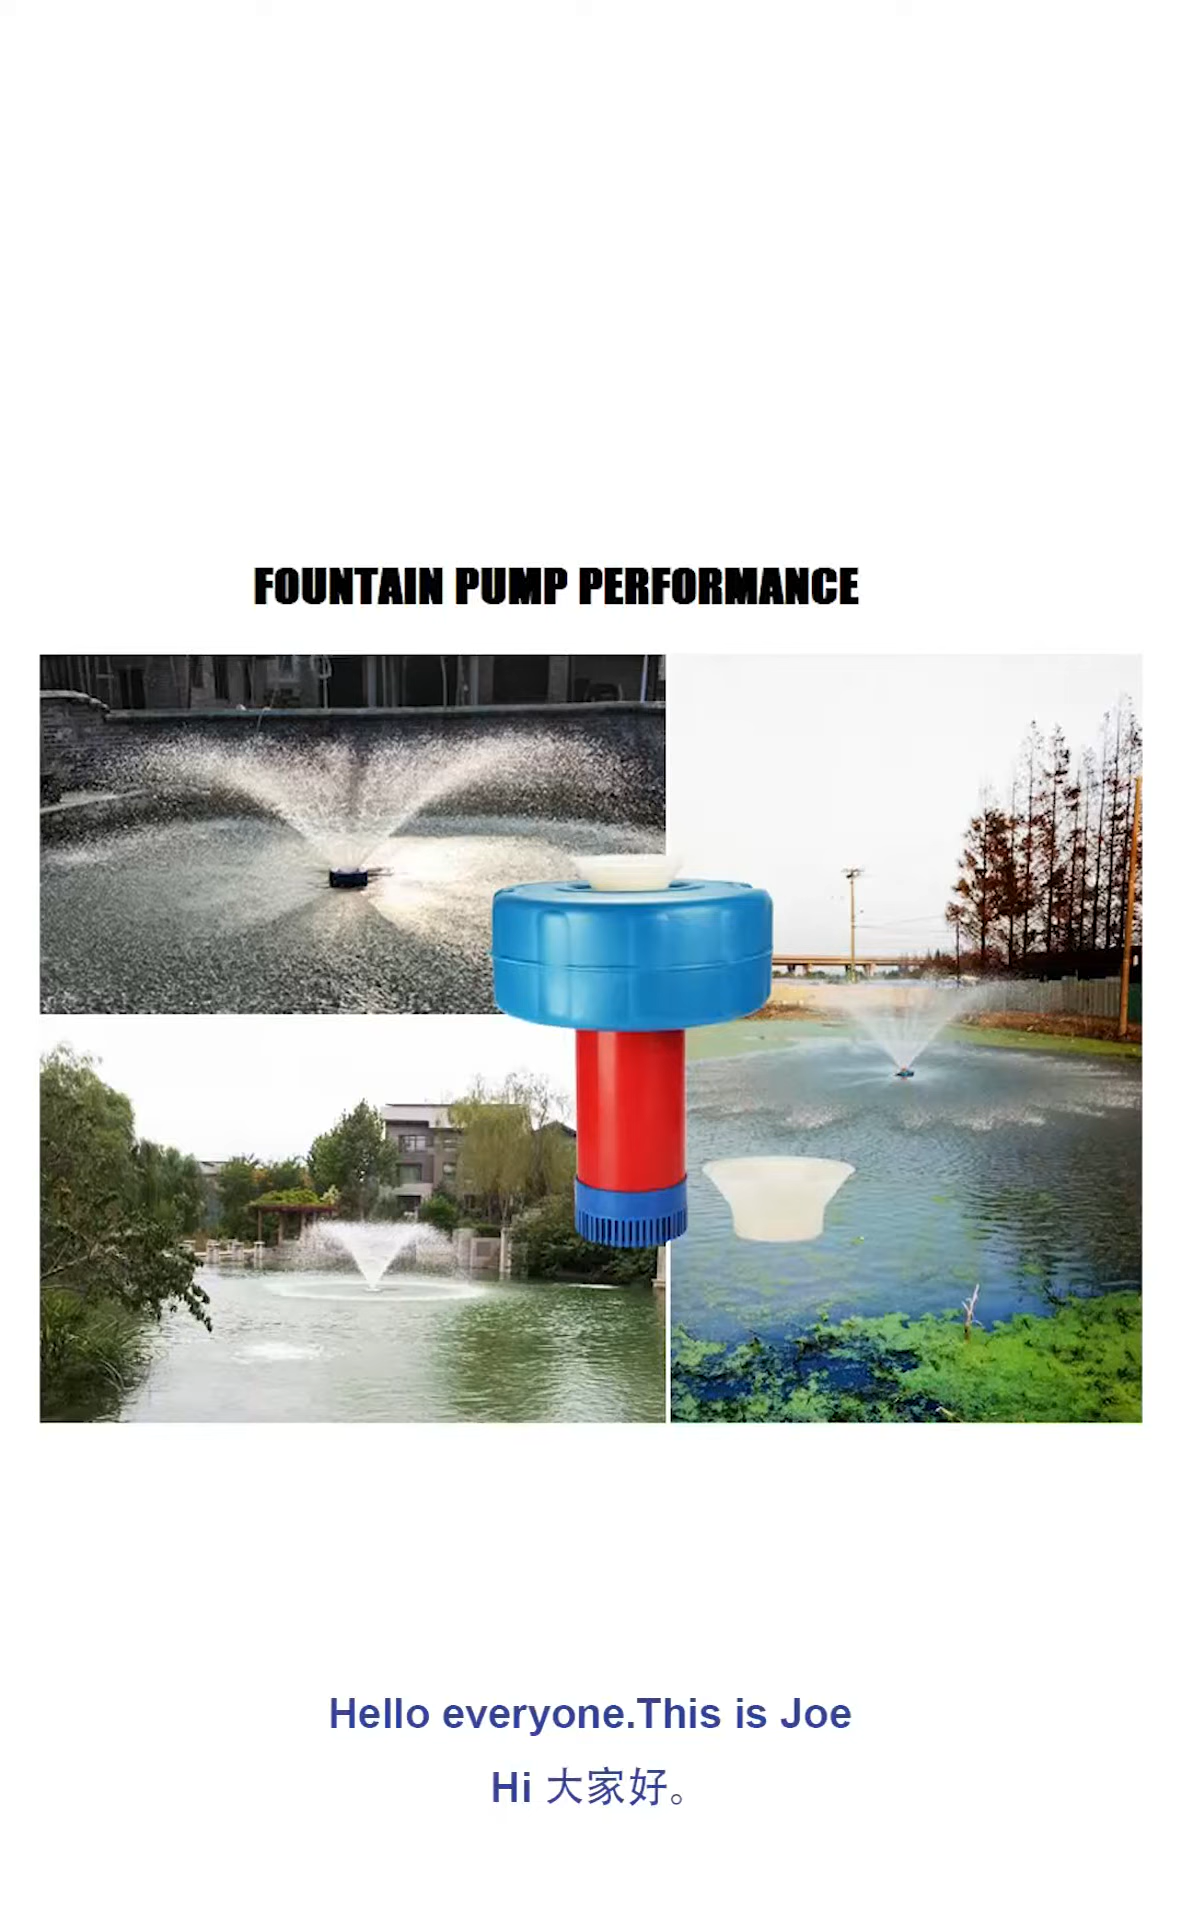 FOUNTAIN PUMP PERFORMANCE
Hello everyone.This is Joe
Hi 大家好。